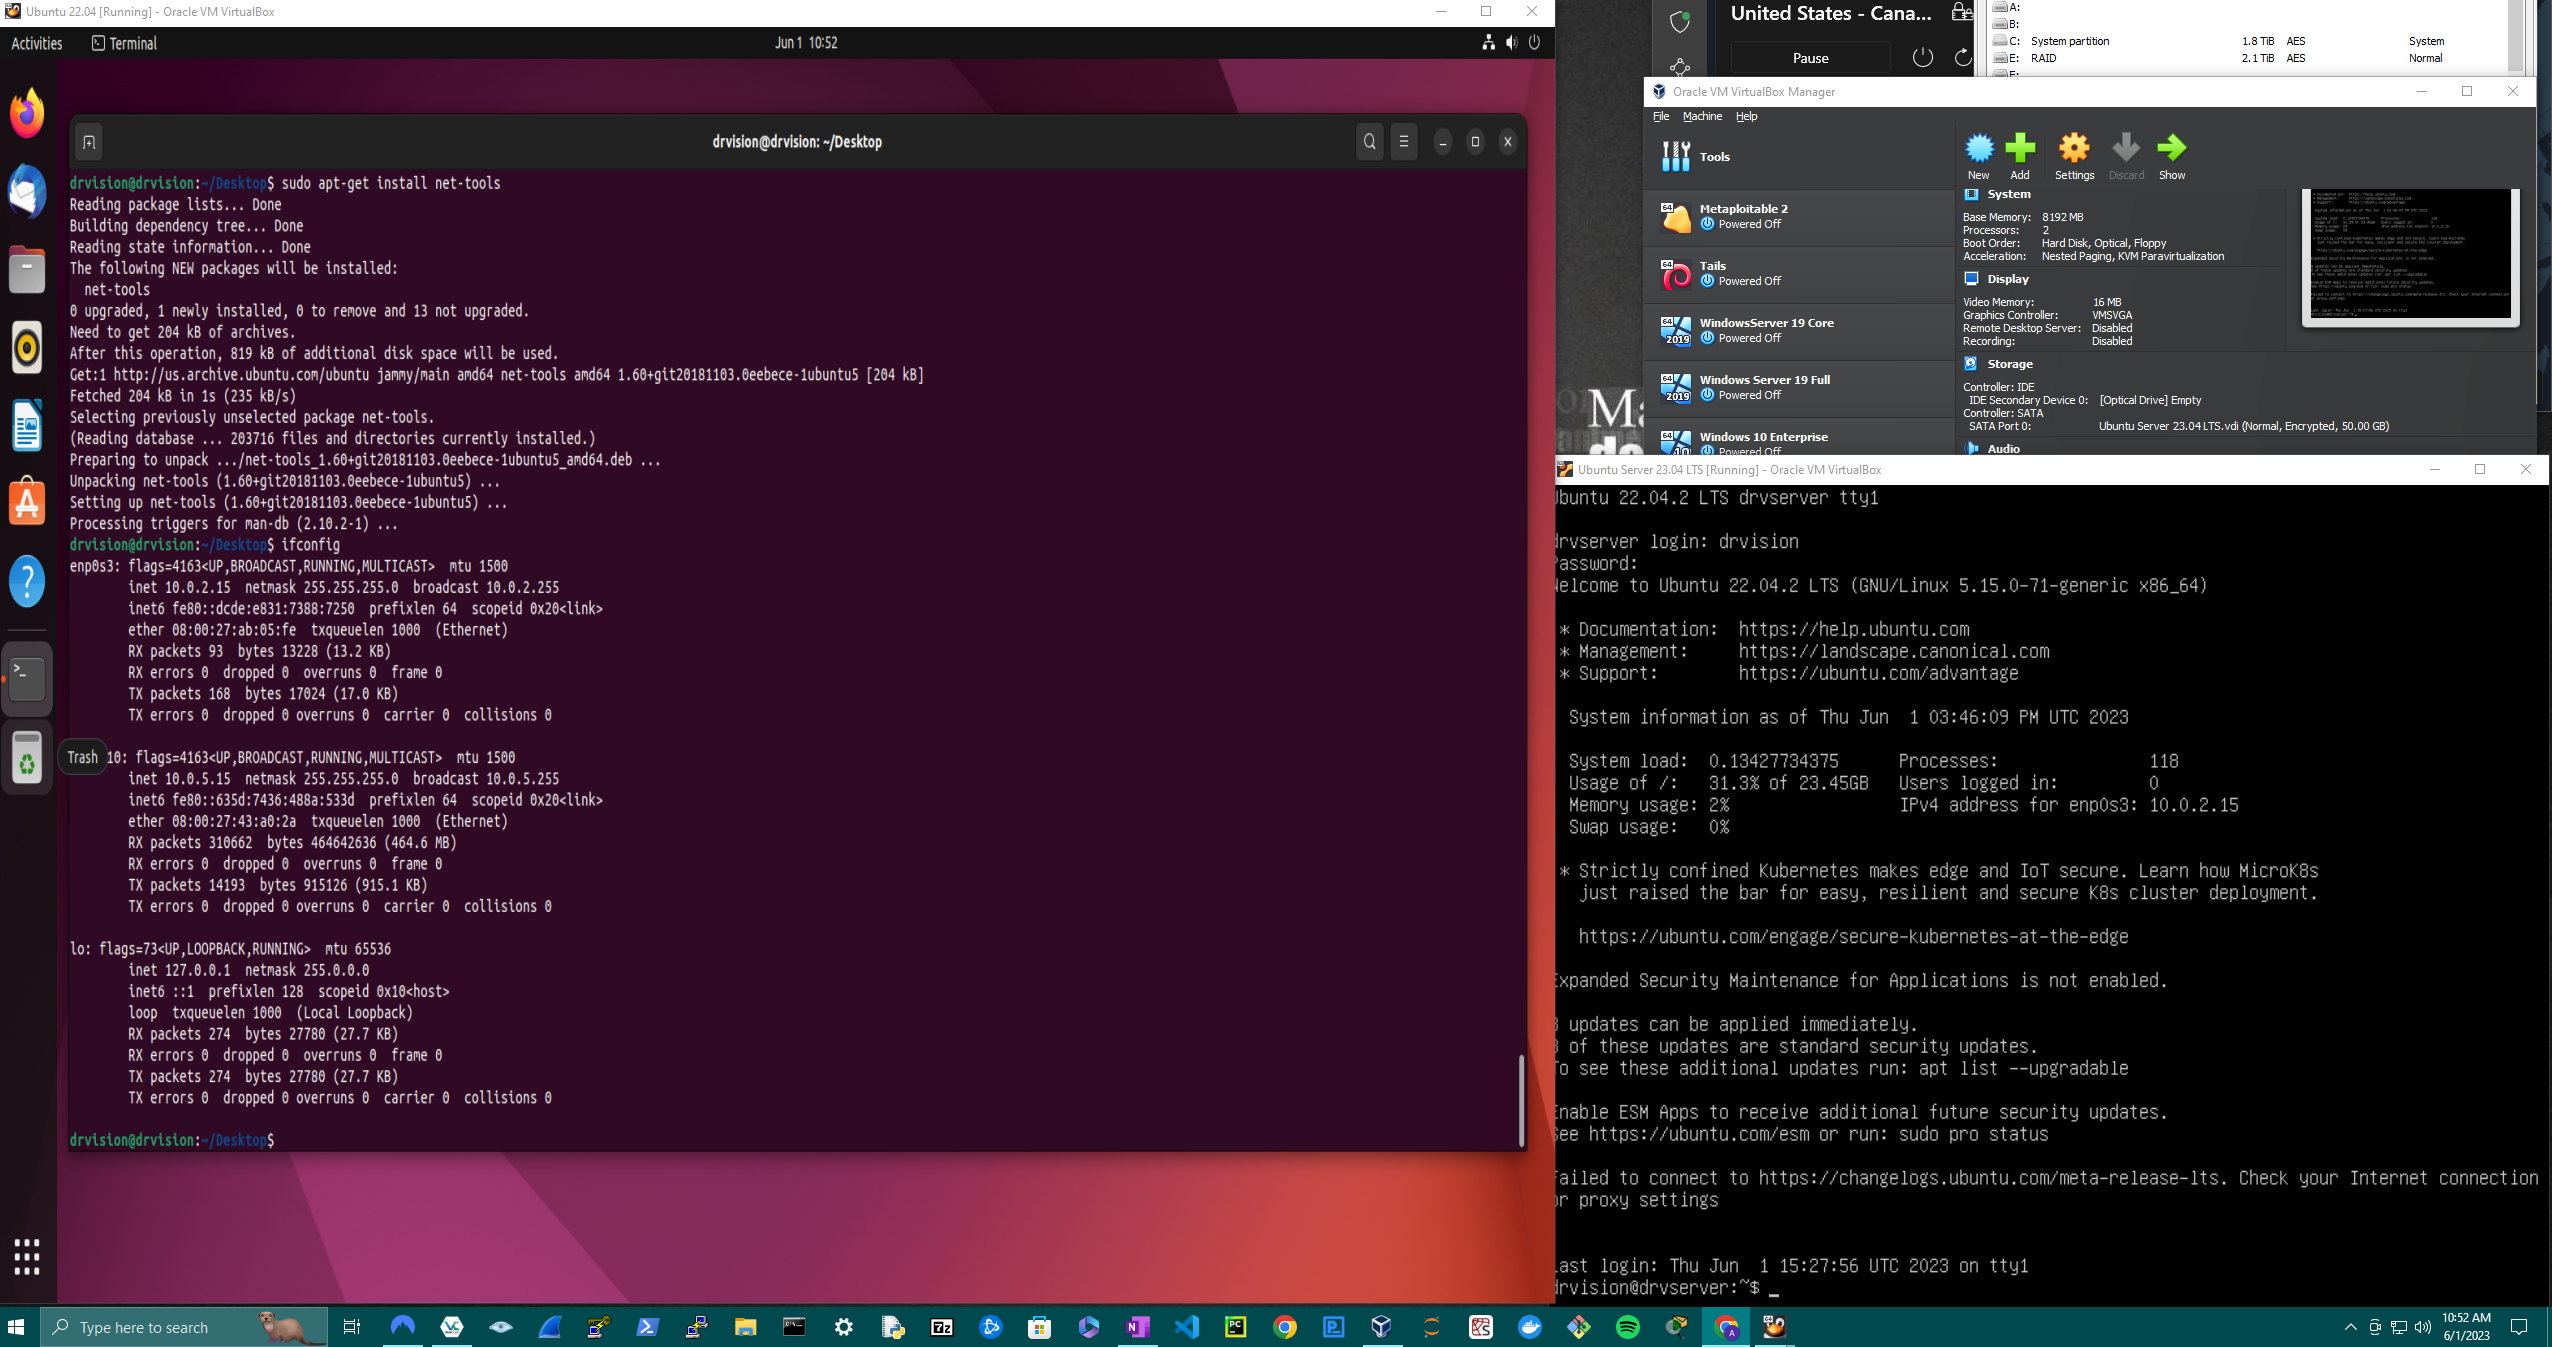 Ubuntu 22.04 [Running] - Oracle VM VirtualBox
Activities
Terminal
Jun 1 10:52
drvision@drvision: ~/Desktop
drvision@drvision:~/Desktop$ sudo apt-get install net-tools
Reading package lists... Done
Building dependency tree... Done
Reading state information... Done
The following NEW packages will be installed:
  net-tools
0 upgraded, 1 newly installed, 0 to remove and 13 not upgraded.
Need to get 204 kB of archives.
After this operation, 819 kB of additional disk space will be used.
Get:1 http://us.archive.ubuntu.com/ubuntu jammy/main amd64 net-tools amd64 1.60+git20181103.0eebece-1ubuntu5 [204 kB]
Fetched 204 kB in 1s (235 kB/s)
Selecting previously unselected package net-tools.
(Reading database ... 203716 files and directories currently installed.)
Preparing to unpack .../net-tools_1.60+git20181103.0eebece-1ubuntu5_amd64.deb ...
Unpacking net-tools (1.60+git20181103.0eebece-1ubuntu5) ...
Setting up net-tools (1.60+git20181103.0eebece-1ubuntu5) ...
Processing triggers for man-db (2.10.2-1) ...
drvision@drvision:~/Desktop$ ifconfig
enp0s3: flags=4163<UP,BROADCAST,RUNNING,MULTICAST>  mtu 1500
        inet 10.0.2.15  netmask 255.255.255.0  broadcast 10.0.2.255
        inet6 fe80::dcde:e831:7388:7250  prefixlen 64  scopeid 0x20<link>
        ether 08:00:27:ab:05:fe  txqueuelen 1000  (Ethernet)
        RX packets 93  bytes 13228 (13.2 KB)
        RX errors 0  dropped 0  overruns 0  frame 0
        TX packets 168  bytes 17024 (17.0 KB)
        TX errors 0  dropped 0 overruns 0  carrier 0  collisions 0
Trash
10: flags=4163<UP,BROADCAST,RUNNING,MULTICAST>  mtu 1500
        inet 10.0.5.15  netmask 255.255.255.0  broadcast 10.0.5.255
        inet6 fe80::635d:7436:488a:533d  prefixlen 64  scopeid 0x20<link>
        ether 08:00:27:43:a0:2a  txqueuelen 1000  (Ethernet)
        RX packets 310662  bytes 464642636 (464.6 MB)
        RX errors 0  dropped 0  overruns 0  frame 0
        TX packets 14193  bytes 915126 (915.1 KB)
        TX errors 0  dropped 0 overruns 0  carrier 0  collisions 0
lo: flags=73<UP,LOOPBACK,RUNNING>  mtu 65536
        inet 127.0.0.1  netmask 255.0.0.0
        inet6 ::1  prefixlen 128  scopeid 0x10<host>
        loop  txqueuelen 1000  (Local Loopback)
        RX packets 274  bytes 27780 (27.7 KB)
        RX errors 0  dropped 0  overruns 0  frame 0
        TX packets 274  bytes 27780 (27.7 KB)
        TX errors 0  dropped 0 overruns 0  carrier 0  collisions 0
drvision@drvision:~/Desktop$
United States - Cana...
Pause
A:
B:
C: System partition 1.8 TiB AES System
E: RAID 2.1 TiB AES Normal
Oracle VM VirtualBox Manager
File Machine Help
Tools
New Add Settings Discard Show
Metaploitable 2
Powered Off
Tails
Powered Off
WindowsServer 19 Core
Powered Off
Windows Server 19 Full
Powered Off
Windows 10 Enterprise
Powered Off
System
Base Memory: 8192 MB
Processors: 2
Boot Order: Hard Disk, Optical, Floppy
Acceleration: Nested Paging, KVM Paravirtualization
Display
Video Memory: 16 MB
Graphics Controller: VMSVGA
Remote Desktop Server: Disabled
Recording: Disabled
Storage
Controller: IDE
IDE Secondary Device 0: [Optical Drive] Empty
Controller: SATA
SATA Port 0: Ubuntu Server 23.04 LTS.vdi (Normal, Encrypted, 50.00 GB)
Audio
Ubuntu Server 23.04 LTS [Running] - Oracle VM VirtualBox
Ubuntu 22.04.2 LTS drvserver tty1
drvserver login: drvision
Password:
Welcome to Ubuntu 22.04.2 LTS (GNU/Linux 5.15.0-71-generic x86_64)
* Documentation:  https://help.ubuntu.com
* Management:     https://landscape.canonical.com
* Support:        https://ubuntu.com/advantage
System information as of Thu Jun  1 03:46:09 PM UTC 2023
System load:  0.13427734375      Processes:               118
Usage of /:   31.3% of 23.45GB   Users logged in:         0
Memory usage: 2%                 IPv4 address for enp0s3: 10.0.2.15
Swap usage:   0%
* Strictly confined Kubernetes makes edge and IoT secure. Learn how MicroK8s
  just raised the bar for easy, resilient and secure K8s cluster deployment.
  https://ubuntu.com/engage/secure-kubernetes-at-the-edge
Expanded Security Maintenance for Applications is not enabled.
updates can be applied immediately.
of these updates are standard security updates.
To see these additional updates run: apt list --upgradable
Enable ESM Apps to receive additional future security updates.
See https://ubuntu.com/esm or run: sudo pro status
Failed to connect to https://changelogs.ubuntu.com/meta-release-lts. Check your Internet connection
or proxy settings
Last login: Thu Jun  1 15:27:56 UTC 2023 on tty1
drvision@drvserver:~$ _
Type here to search
10:52 AM
6/1/2023